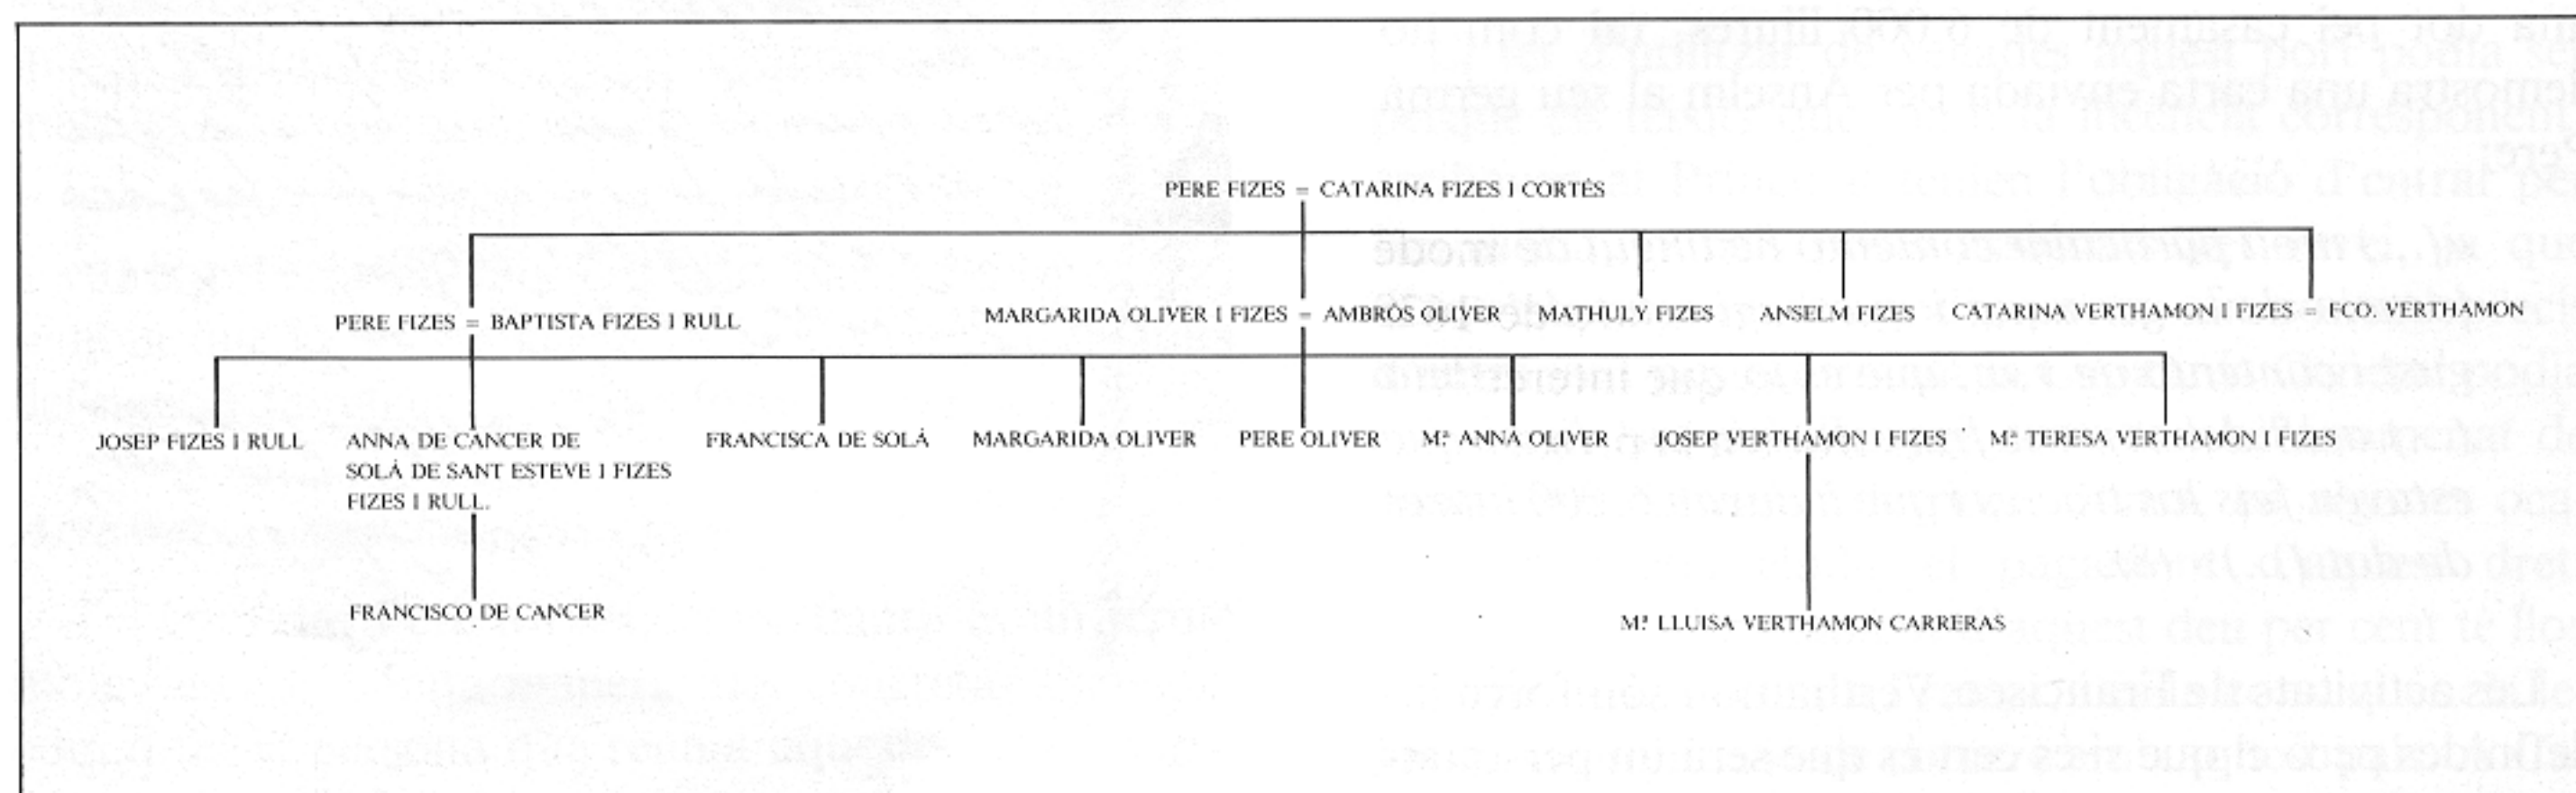 PERE FIZES = CATARINA FIZES I CORTÉS
PERE FIZES = BAPTISTA FIZES I RULL
MARGARIDA OLIVER I FIZES = AMBRÒS OLIVER
MATHULY FIZES
ANSELM FIZES
CATARINA VERTHAMON I FIZES = FCO. VERTHAMON
JOSEP FIZES I RULL
ANNA DE CANCER DE
SOLÀ DE SANT ESTEVE I FIZES
FIZES I RULL.
FRANCISCA DE SOLÀ
MARGARIDA OLIVER
PERE OLIVER
Mª ANNA OLIVER
JOSEP VERTHAMON I FIZES
Mª TERESA VERTHAMON I FIZES
FRANCISCO DE CANCER
Mª LLUISA VERTHAMON CARRERAS